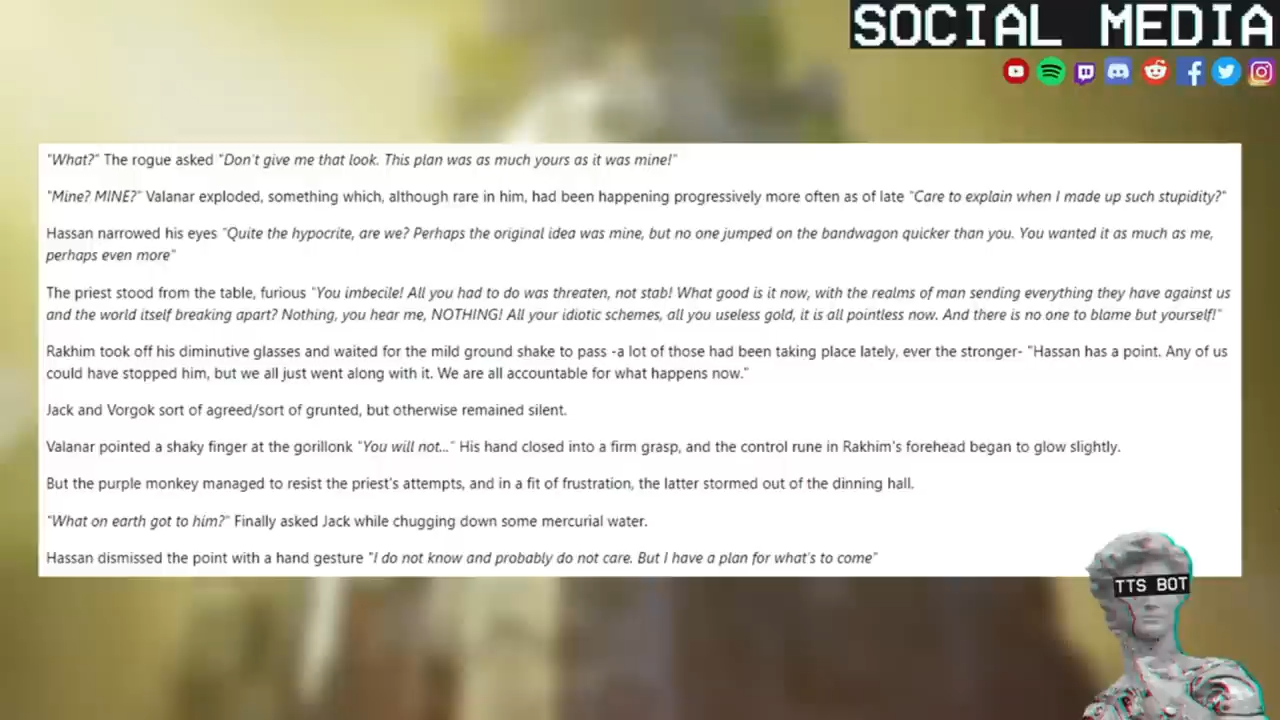 SOCIAL MEDIA
"What?" The rogue asked "Don't give me that look. This plan was as much yours as it was mine!"
"Mine? MINE?" Valanar exploded, something which, although rare in him, had been happening progressively more often as of late "Care to explain when I made up such stupidity?"
Hassan narrowed his eyes "Quite the hypocrite, are we? Perhaps the original idea was mine, but no one jumped on the bandwagon quicker than you. You wanted it as much as me,
perhaps even more"
The priest stood from the table, furious "You imbecile! All you had to do was threaten, not stab! What good is it now, with the realms of man sending everything they have against us
and the world itself breaking apart? Nothing, you hear me, NOTHING! All your idiotic schemes, all you useless gold, it is all pointless now. And there is no one to blame but yourself!"
Rakhim took off his diminutive glasses and waited for the mild ground shake to pass -a lot of those had been taking place lately, ever the stronger- "Hassan has a point. Any of us
could have stopped him, but we all just went along with it. We are all accountable for what happens now."
Jack and Vorgok sort of agreed/sort of grunted, but otherwise remained silent.
Valanar pointed a shaky finger at the gorillonk "You will not..." His hand closed into a firm grasp, and the control rune in Rakhim's forehead began to glow slightly.
But the purple monkey managed to resist the priest's attempts, and in a fit of frustration, the latter stormed out of the dinning hall.
"What on earth got to him?" Finally asked Jack while chugging down some mercurial water.
Hassan dismissed the point with a hand gesture "I do not know and probably do not care. But I have a plan for what's to come"
TTS BOT